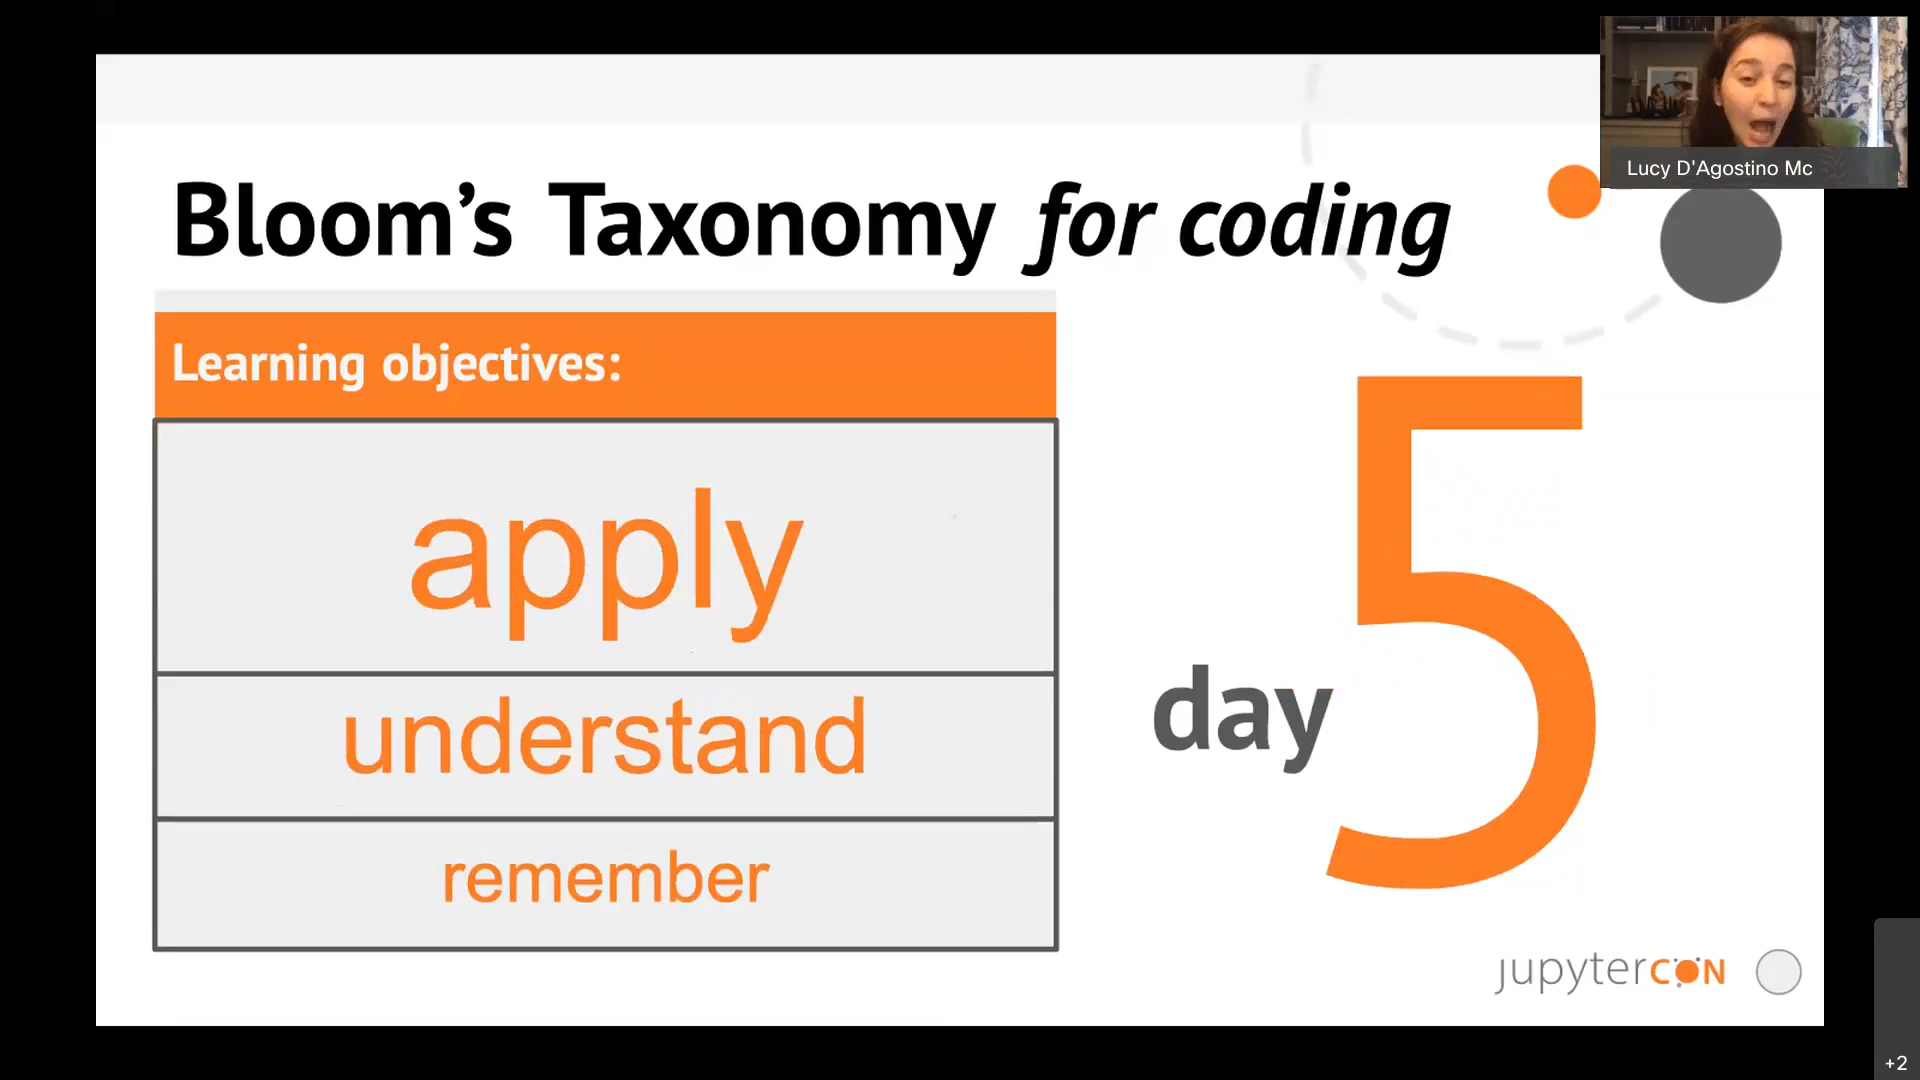 Lucy D'Agostino Mc
Bloom's Taxonomy for coding
Learning objectives:
apply
understand
remember
day 5
jupytercon
+2